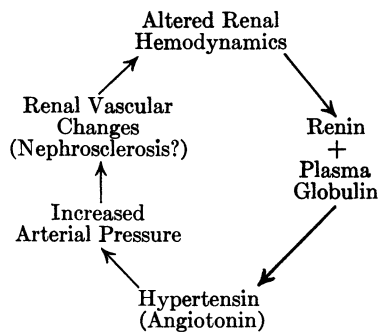 Altered Renal
Hemodynamics
Renin
+
Plasma
Globulin
Hypertensin
(Angiotonin)
Increased
Arterial Pressure
Renal Vascular
Changes
(Nephrosclerosis?)